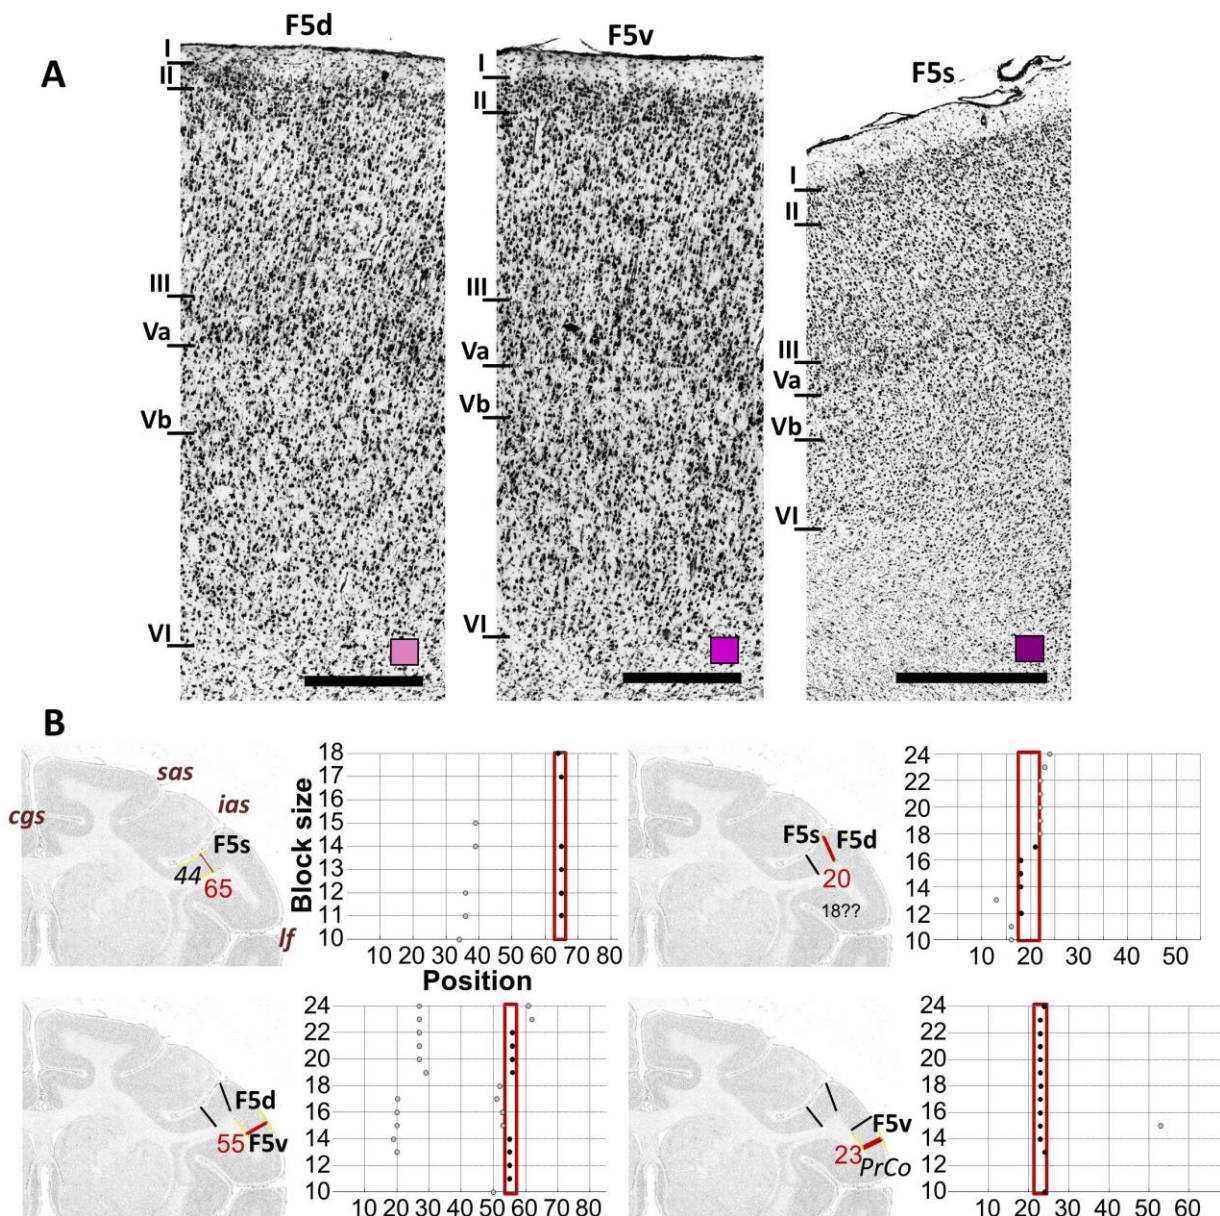 A
F5d
I
II
III
Va
Vb
VI
F5v
I
II
III
Va
Vb
VI
F5s
I
II
III
Va
Vb
VI
B
cgs
sas
ias
F5s
44
65
lf
Block size
18
17
16
15
14
13
12
11
10
10 20 30 40 50 60 70 80
Position
F5s F5d
20
18??
24
22
20
18
16
14
12
10
10 20 30 40 50
F5d
55 F5v
24
22
20
18
16
14
12
10
10 20 30 40 50 60 70 80
F5v
23 PrCo
24
22
20
18
16
14
12
10
10 20 30 40 50 60